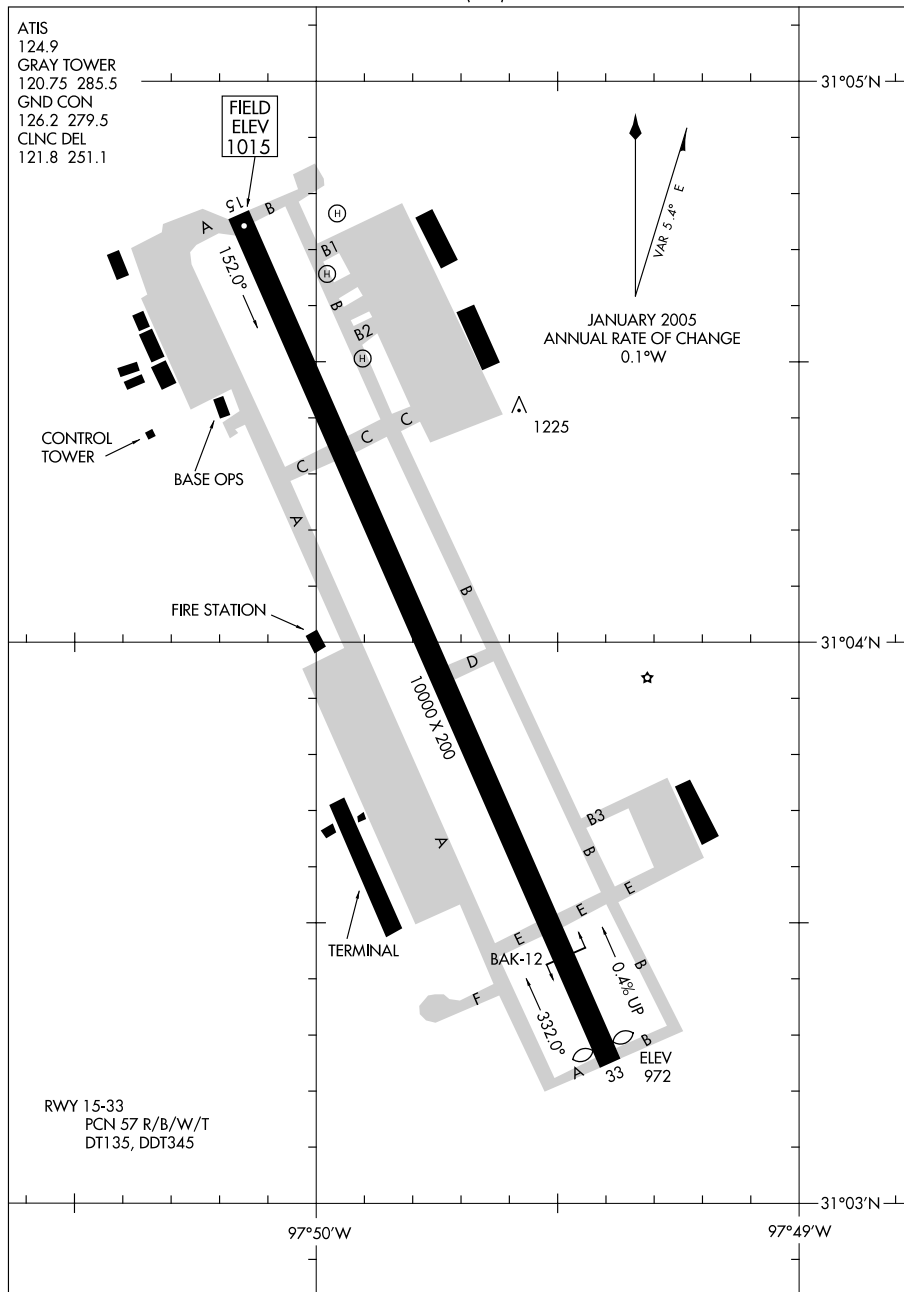 ATIS
124.9
GRAY TOWER
120.75 285.5
GND CON
126.2 279.5
CLNC DEL
121.8 251.1
31°05'N
FIELD
ELEV
1015
VAR 5.4° E
15
A
B
H
B1
152.0°
H
B
B2
H
JANUARY 2005
ANNUAL RATE OF CHANGE
0.1°W
1225
CONTROL
TOWER
BASE OPS
C
C
C
A
B
FIRE STATION
31°04'N
D
10000 X 200
B3
A
B
E
E
E
TERMINAL
BAK-12
B
0.4% UP
F
332.0°
B
A
33
ELEV
972
RWY 15-33
PCN 57 R/B/W/T
DT135, DDT345
31°03'N
97°50'W
97°49'W